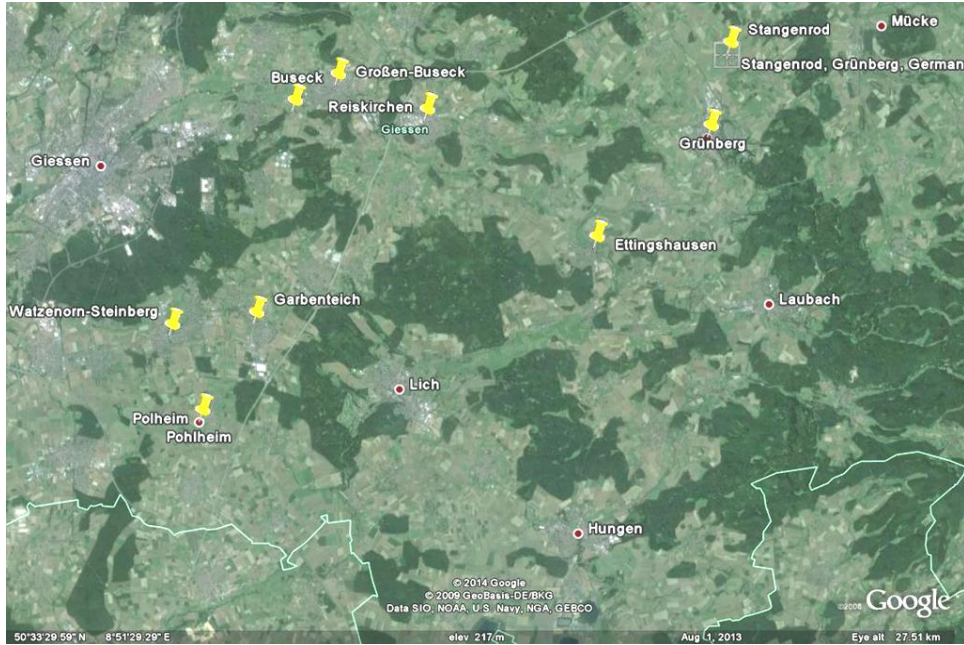 Stangenrod
Mücke
Stangenrod, Grünberg, German
Großen-Buseck
Buseck
Reiskirchen
Giessen
Grünberg
Giessen
Ettingshausen
Garbenteich
Laubach
Watzenorn-Steinberg
Lich
Polheim
Pohlheim
Hungen
© 2014 Google
© 2009 GeoBasis-DE/BKG
Data SIO, NOAA, U.S. Navy, NGA, GEBCO
©2008 Google
50°33'29.59" N 8°51'29.29" E elev 217 m Aug 1, 2013 Eye alt 27.51 km